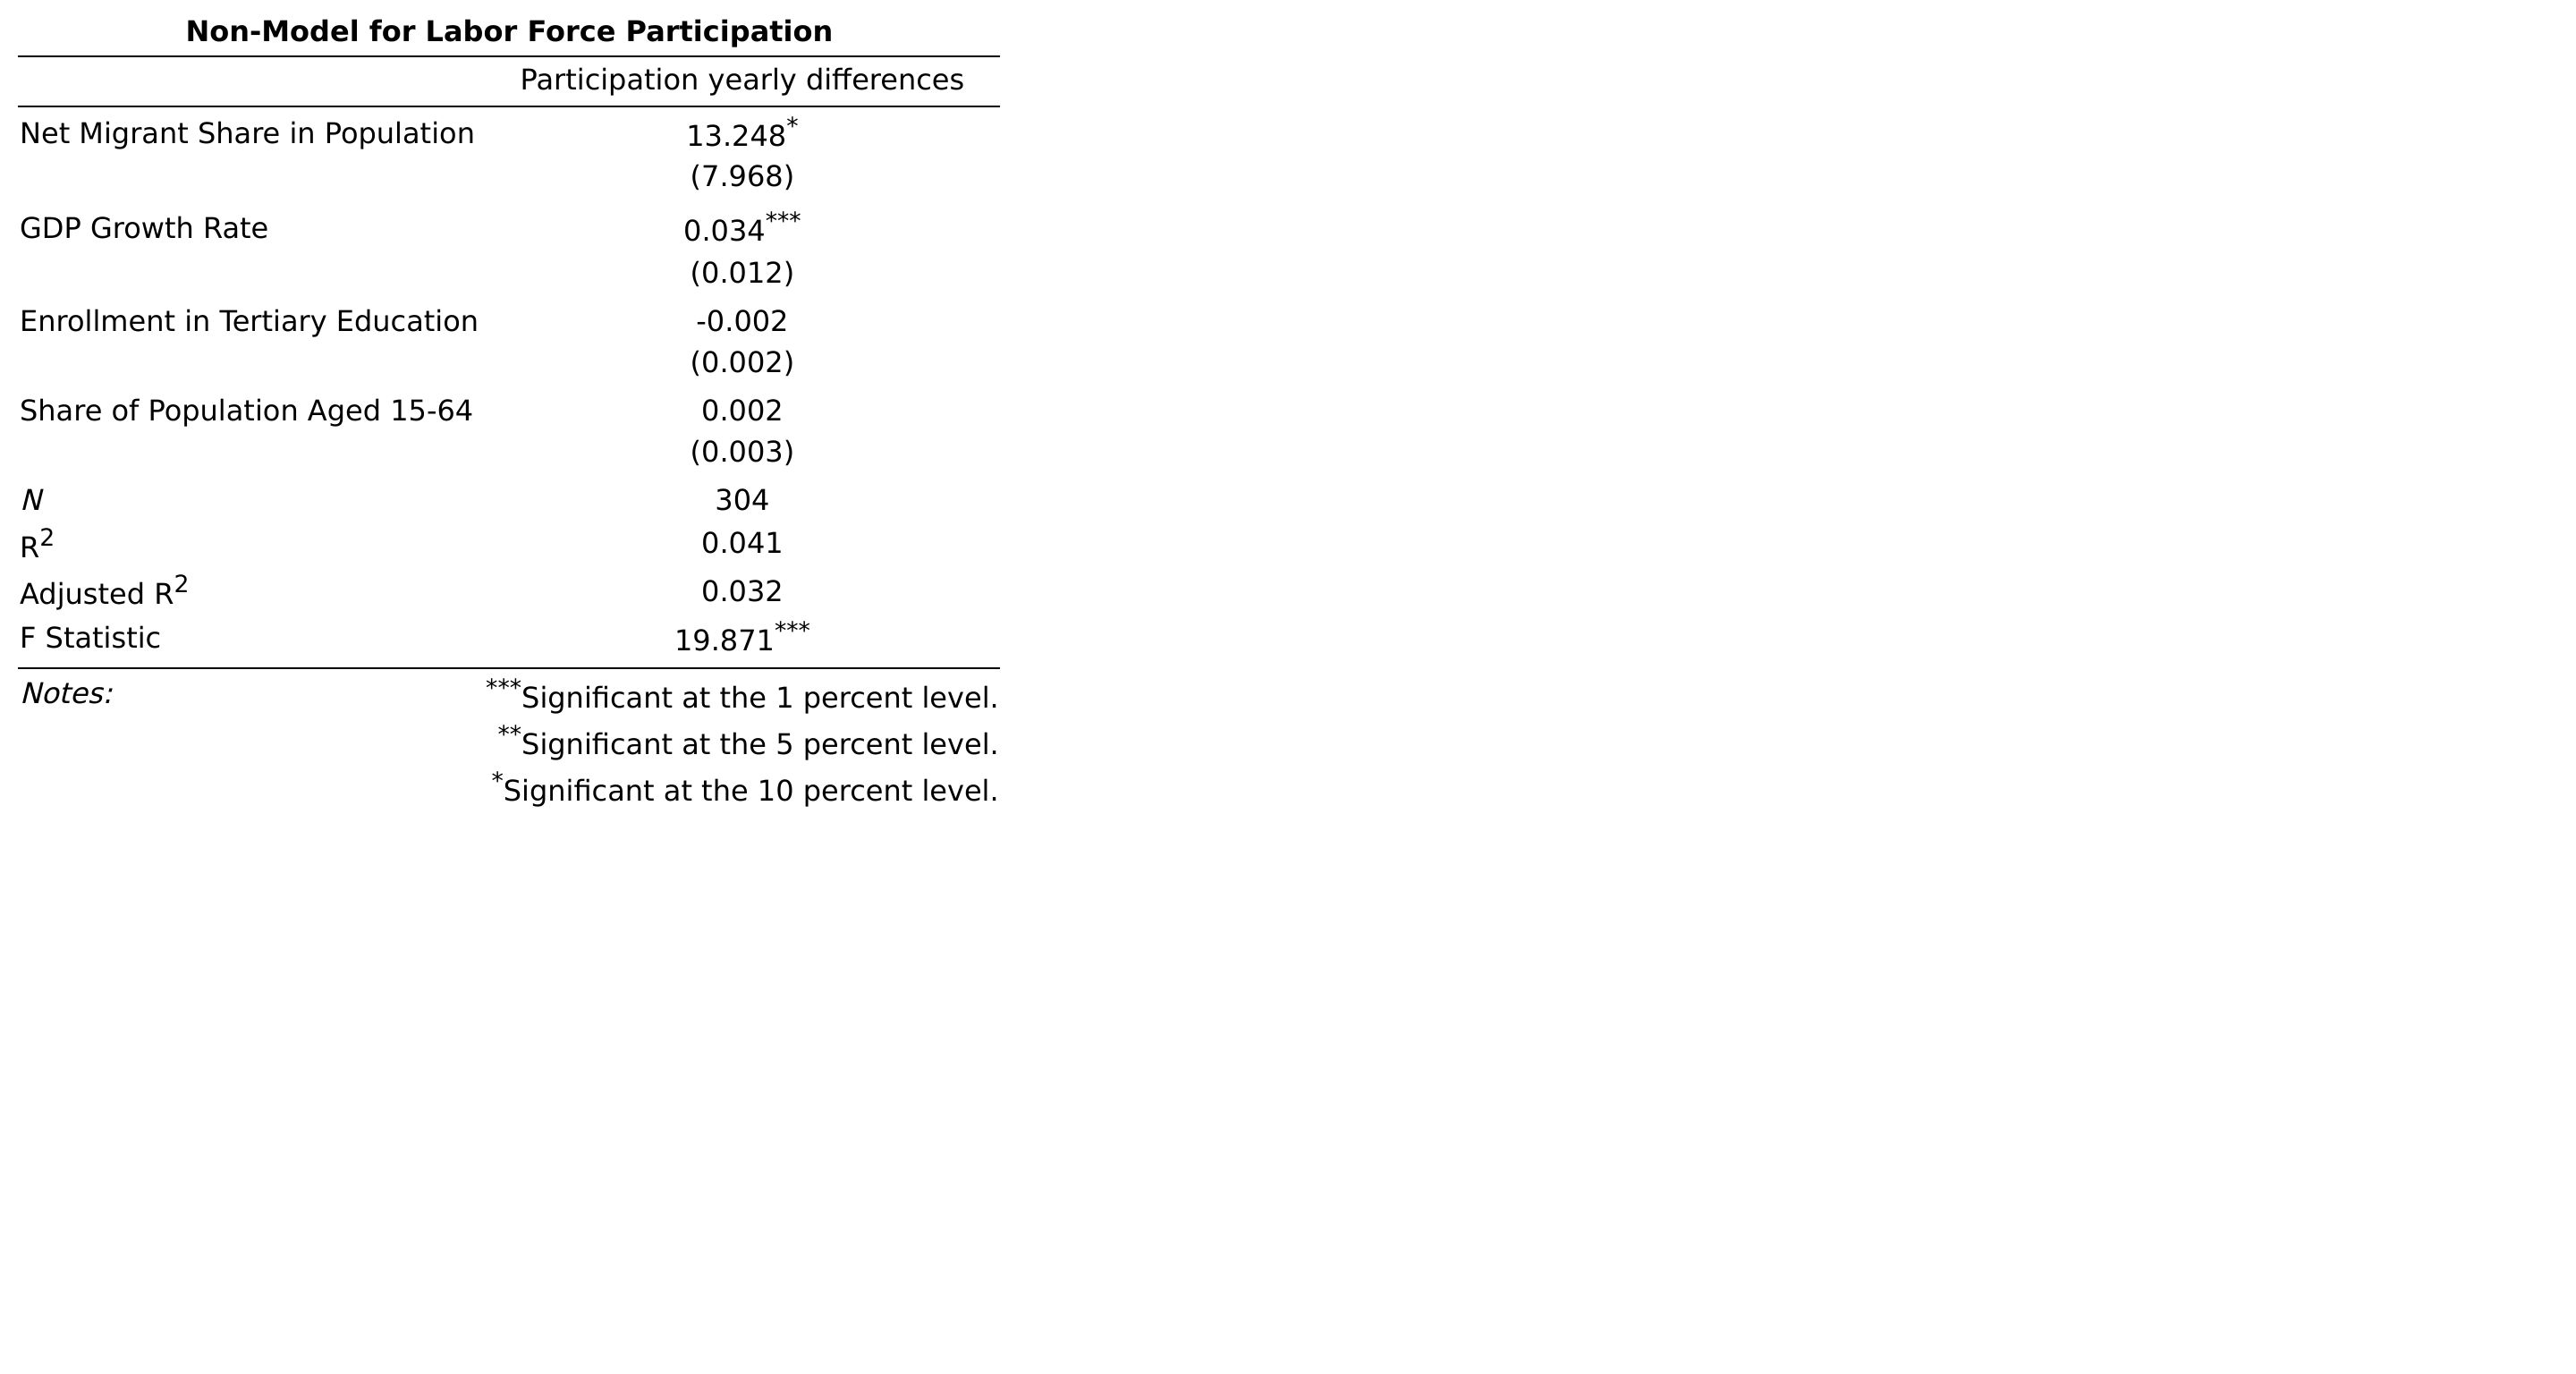 Non-Model for Labor Force Participation
Participation yearly differences
Net Migrant Share in Population 13.248*
(7.968)
GDP Growth Rate 0.034***
(0.012)
Enrollment in Tertiary Education -0.002
(0.002)
Share of Population Aged 15-64 0.002
(0.003)
N 304
R2 0.041
Adjusted R2 0.032
F Statistic 19.871***
Notes: ***Significant at the 1 percent level.
**Significant at the 5 percent level.
*Significant at the 10 percent level.